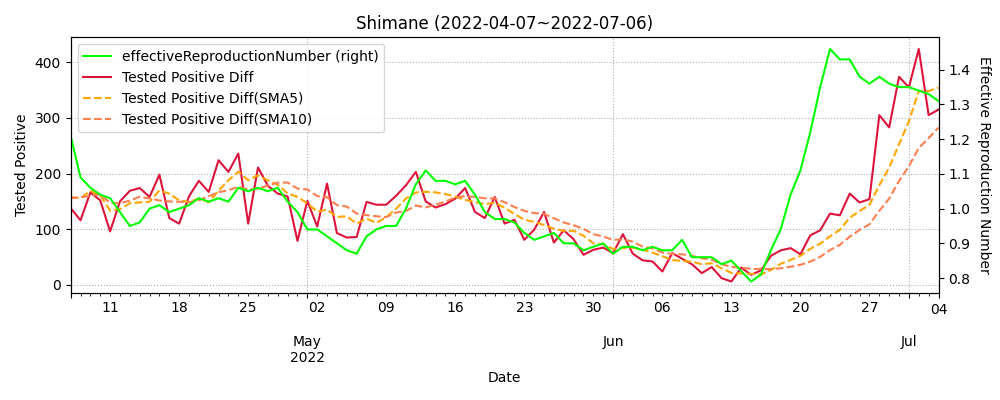 Shimane (2022-04-07~2022-07-06)
effectiveReproductionNumber (right)
Tested Positive Diff
Tested Positive Diff(SMA5)
Tested Positive Diff(SMA10)
Tested Positive
400
300
200
100
0
Effective Reproduction Number
1.4
1.3
1.2
1.1
1.0
0.9
0.8
11 18 25 02 09 16 23 30 06 13 20 27 04
May Jun Jul
2022
Date